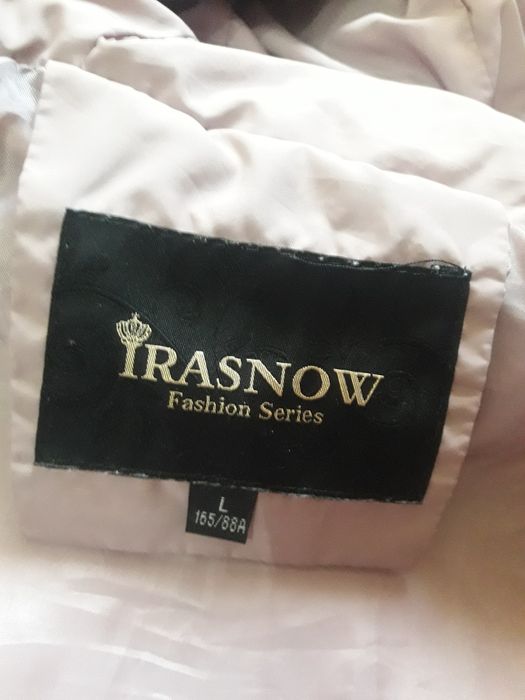 IRASNOW
Fashion Series
L
165/88A